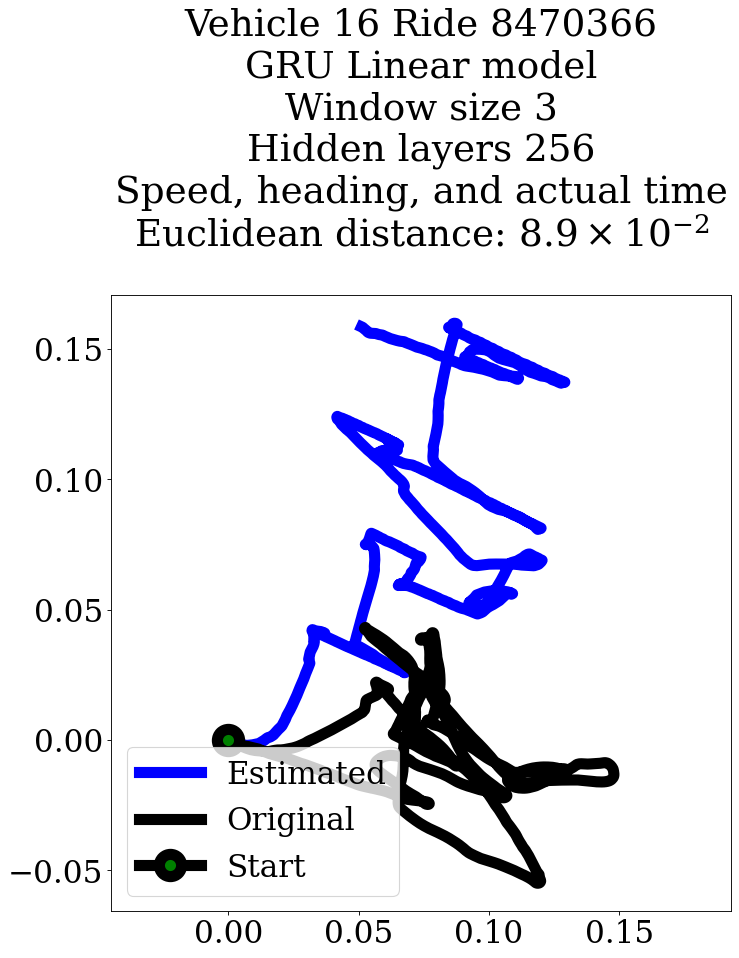 Vehicle 16 Ride 8470366
GRU Linear model
Window size 3
Hidden layers 256
Speed, heading, and actual time
Euclidean distance: 8.9 × 10⁻²
0.15
0.10
0.05
0.00
−0.05
Estimated
Original
Start
0.00 0.05 0.10 0.15